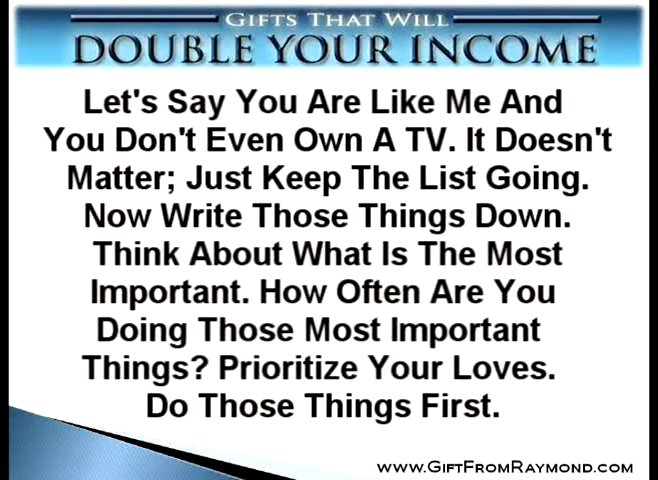 GIFTS THAT WILL
DOUBLE YOUR INCOME
Let's Say You Are Like Me And
You Don't Even Own A TV. It Doesn't
Matter; Just Keep The List Going.
Now Write Those Things Down.
Think About What Is The Most
Important. How Often Are You
Doing Those Most Important
Things? Prioritize Your Loves.
Do Those Things First.
www.GiftFromRaymond.com